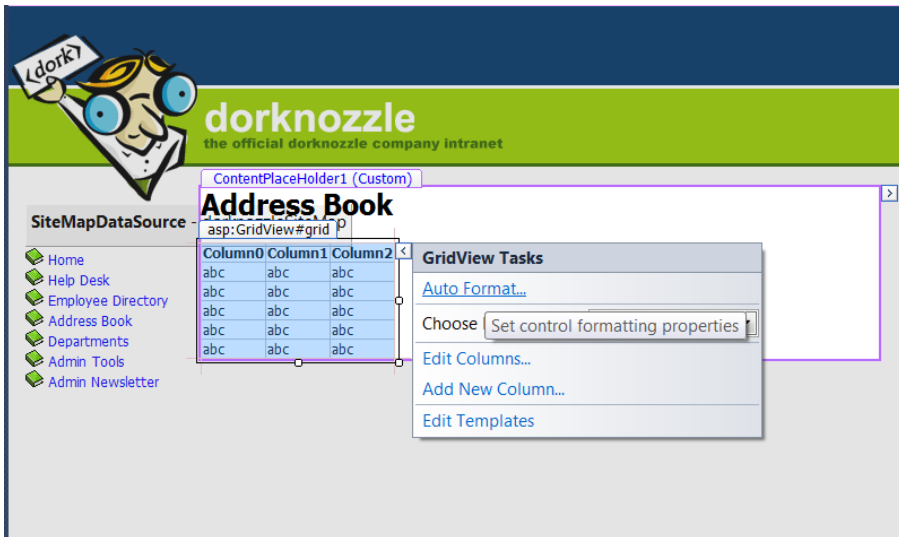 <dork>
dorknozzle
the official dorknozzle company intranet
ContentPlaceHolder1 (Custom)
Address Book
SiteMapDataSource -
asp:GridView#grid
Home
Help Desk
Employee Directory
Address Book
Departments
Admin Tools
Admin Newsletter
Column0 Column1 Column2
abc abc abc
abc abc abc
abc abc abc
abc abc abc
abc abc abc
GridView Tasks
Auto Format...
Choose
Set control formatting properties
Edit Columns...
Add New Column...
Edit Templates